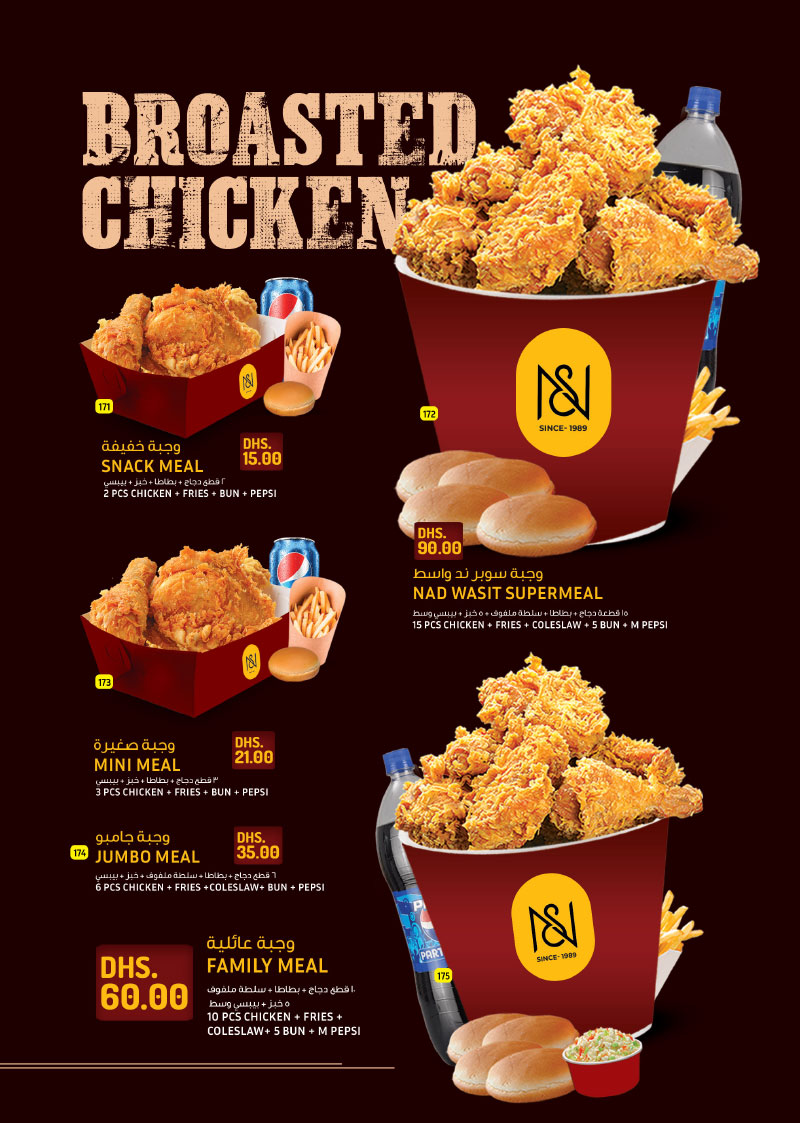 BROASTED
CHICKEN
171
وجبة خفيفة
SNACK MEAL
DHS.
15.00
٢ قطع دجاج + بطاطا + خبز + بيبسي
2 PCS CHICKEN + FRIES + BUN + PEPSI
NS
SINCE- 1989
172
DHS.
90.00
وجبة سوبر ند واسط
NAD WASIT SUPERMEAL
١٥ قطعة دجاج + بطاطا + سلطة ملفوف + ٥ خبز + بيبسي وسط
15 PCS CHICKEN + FRIES + COLESLAW + 5 BUN + M PEPSI
173
وجبة صغيرة
MINI MEAL
DHS.
21.00
٣ قطع دجاج + بطاطا + خبز + بيبسي
3 PCS CHICKEN + FRIES + BUN + PEPSI
174
وجبة جامبو
JUMBO MEAL
DHS.
35.00
٦ قطع دجاج + بطاطا + سلطة ملفوف + خبز + بيبسي
6 PCS CHICKEN + FRIES +COLESLAW+ BUN + PEPSI
DHS.
60.00
وجبة عائلية
FAMILY MEAL
١٠ قطع دجاج + بطاطا + سلطة ملفوف
٥ خبز + بيبسي وسط
10 PCS CHICKEN + FRIES +
COLESLAW+ 5 BUN + M PEPSI
NS
SINCE- 1989
175
PART